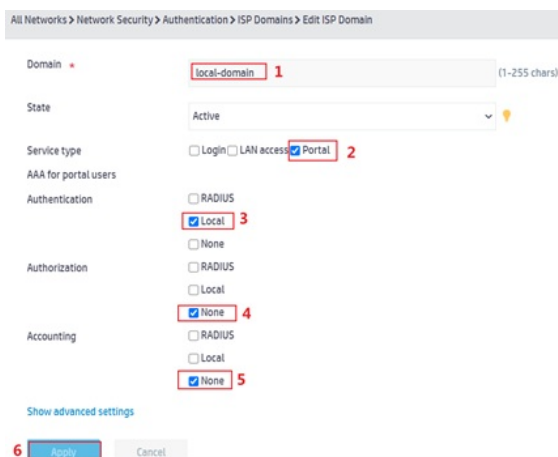 All Networks > Network Security > Authentication > ISP Domains > Edit ISP Domain
Domain * local-domain 1 (1-255 chars)
State Active
Service type Login LAN access Portal 2
AAA for portal users
Authentication RADIUS
Local 3
None
Authorization RADIUS
Local
None 4
Accounting RADIUS
Local
None 5
Show advanced settings
6 Apply Cancel